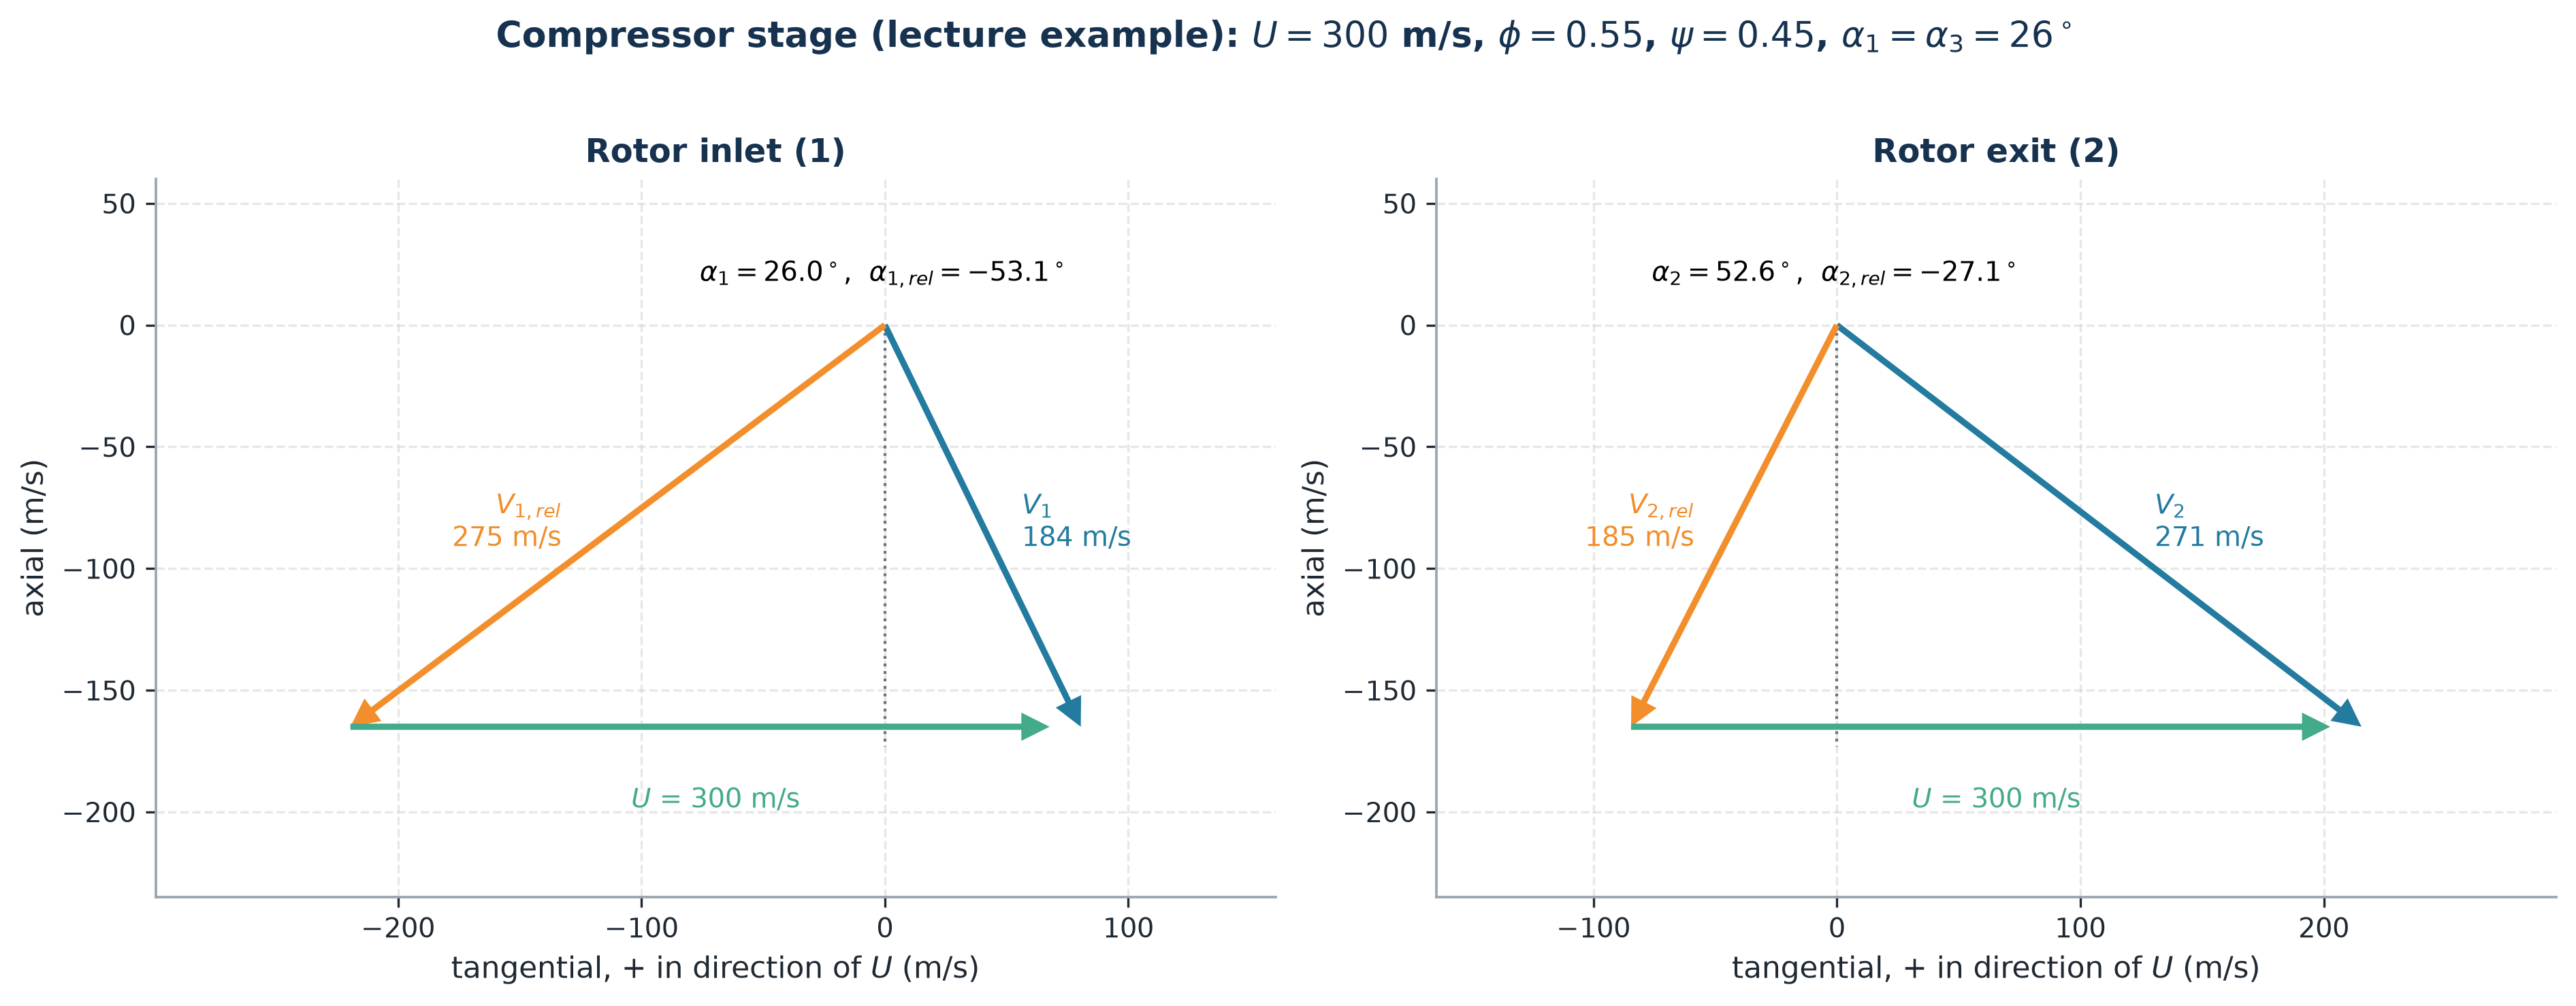 Compressor stage (lecture example): U = 300 m/s, ϕ = 0.55, ψ = 0.45, α₁ = α₃ = 26°
Rotor inlet (1)
50
0
−50
−100
−150
−200
axial (m/s)
α₁ = 26.0°, α₁,rel = −53.1°
V₁,rel
275 m/s
V₁
184 m/s
U = 300 m/s
−200
−100
0
100
tangential, + in direction of U (m/s)
Rotor exit (2)
50
0
−50
−100
−150
−200
axial (m/s)
α₂ = 52.6°, α₂,rel = −27.1°
V₂,rel
185 m/s
V₂
271 m/s
U = 300 m/s
−100
0
100
200
tangential, + in direction of U (m/s)